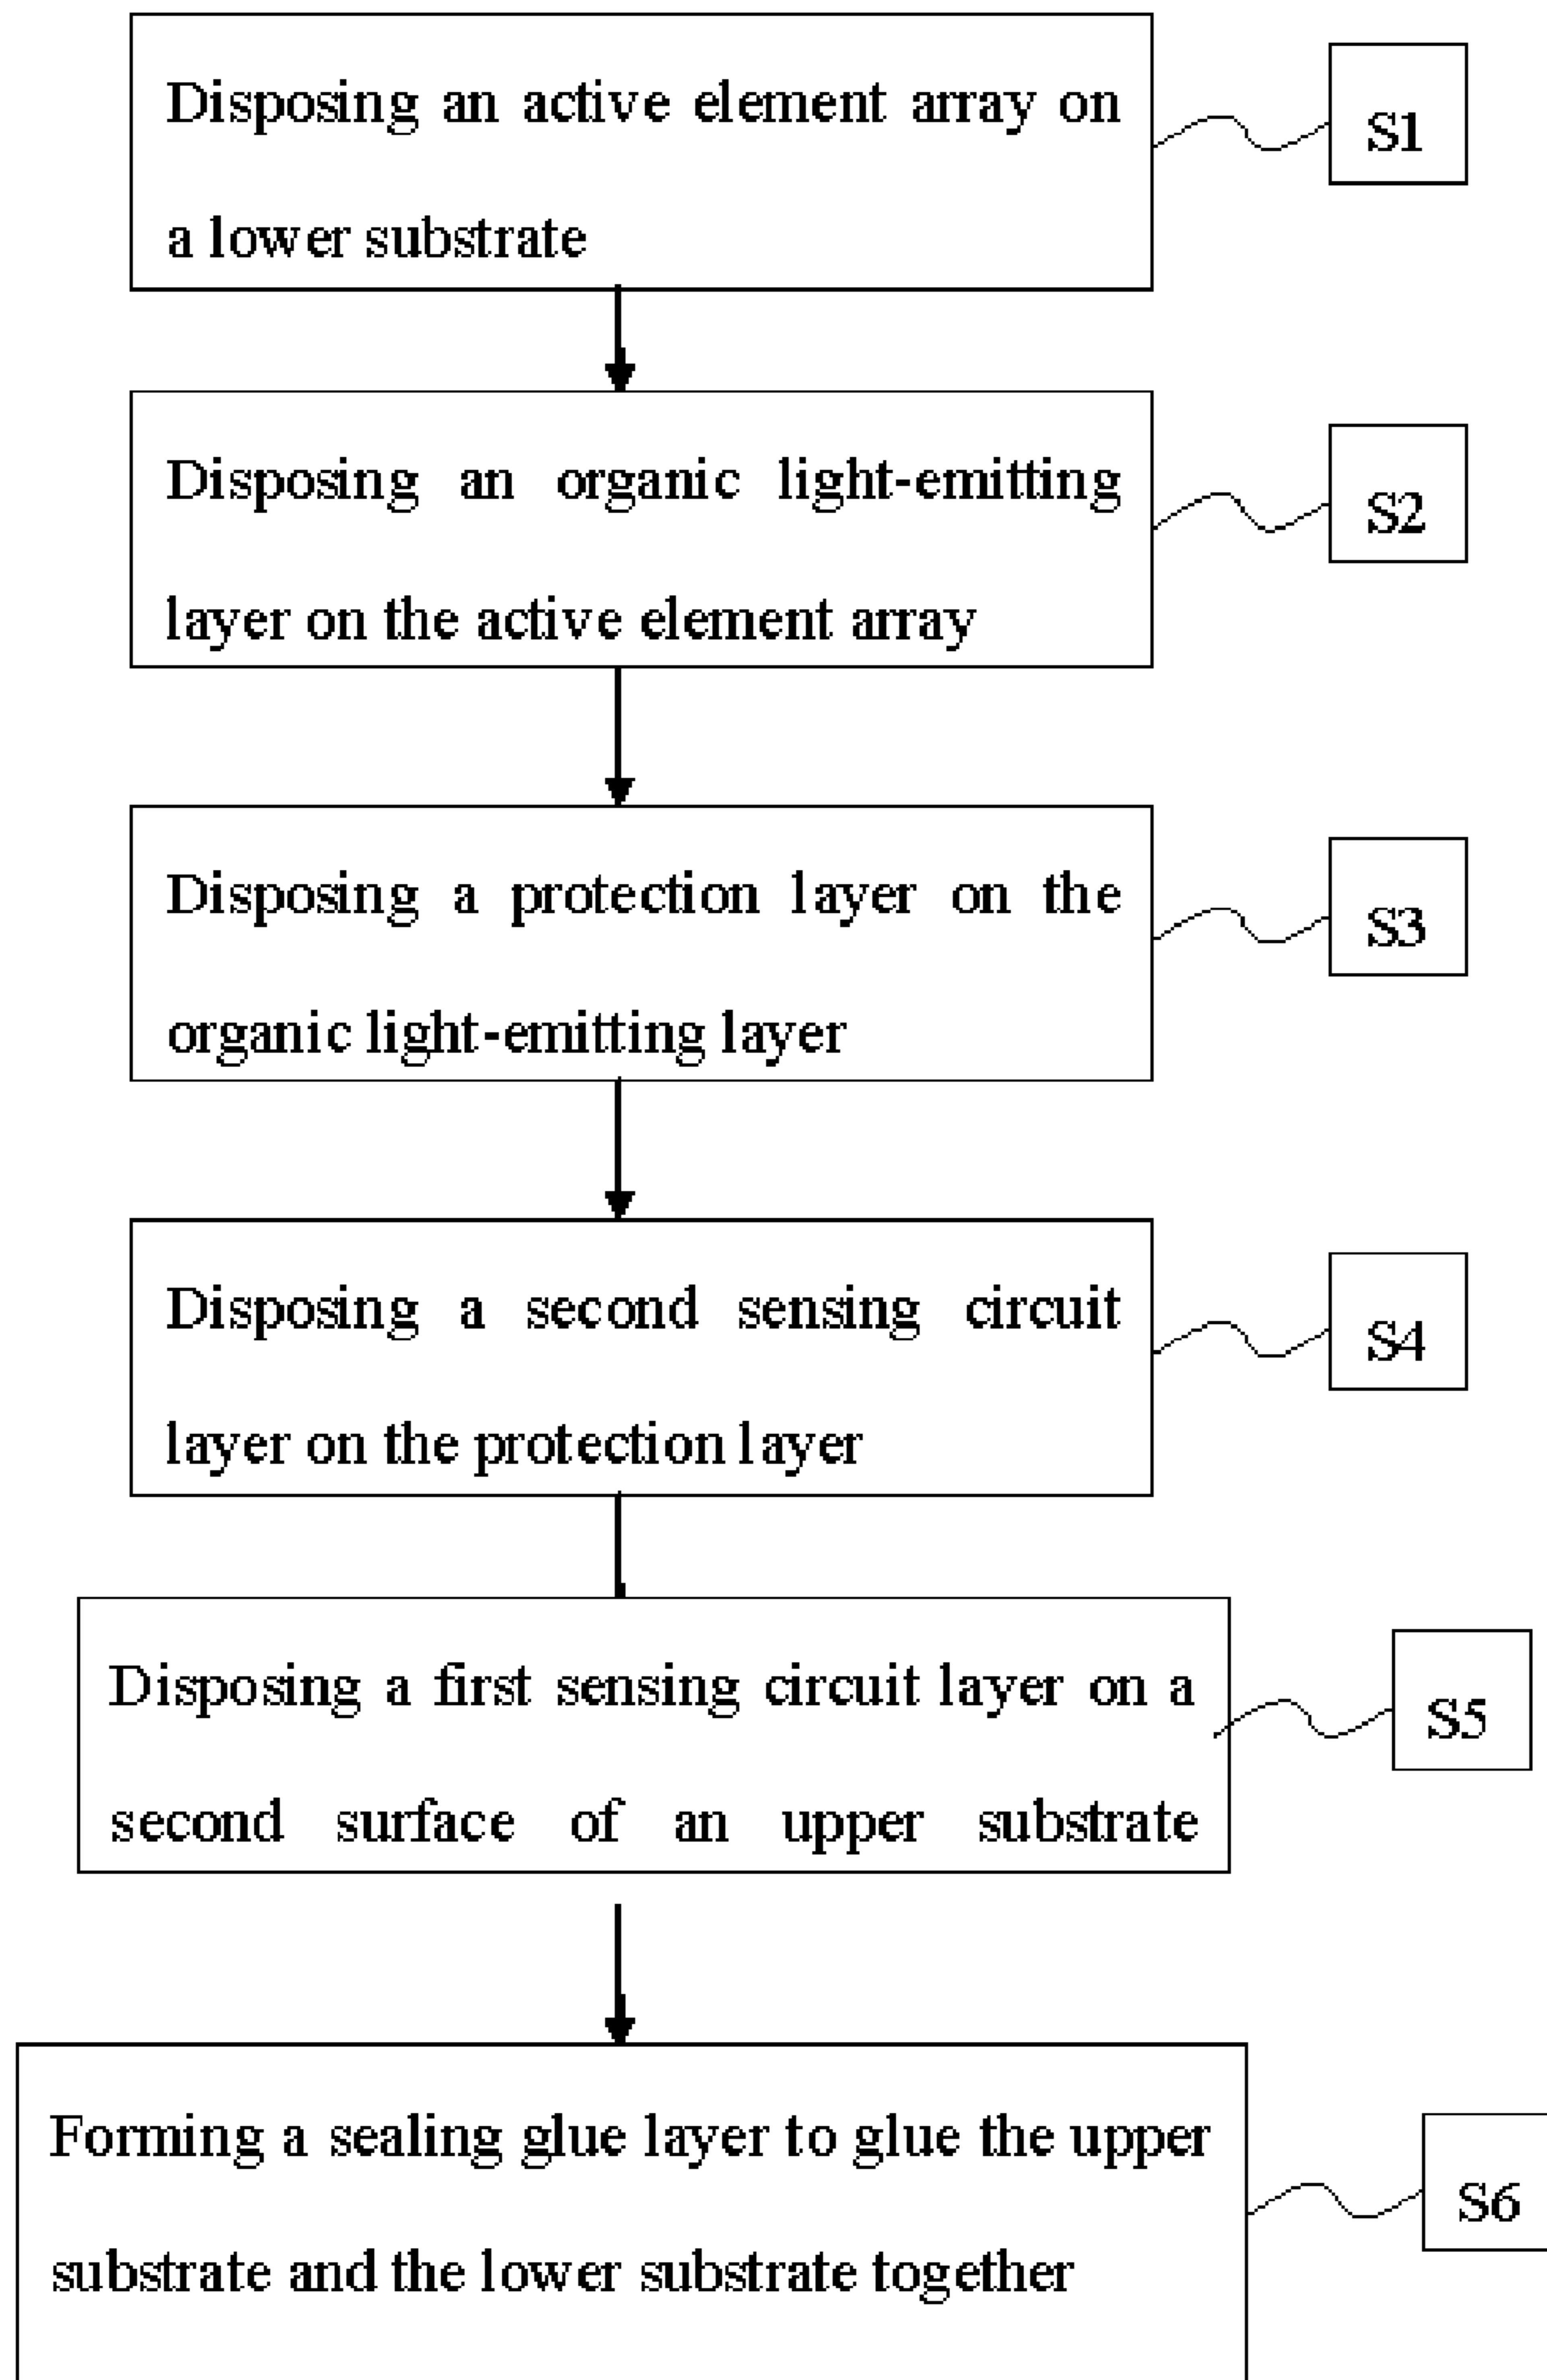 Disposing an active element array on
a lower substrate
S1
Disposing an organic light-emitting
layer on the active element array
S2
Disposing a protection layer on the
organic light-emitting layer
S3
Disposing a second sensing circuit
layer on the protection layer
S4
Disposing a first sensing circuit layer on a
second surface of an upper substrate
S5
Forming a sealing glue layer to glue the upper
substrate and the lower substrate together
S6